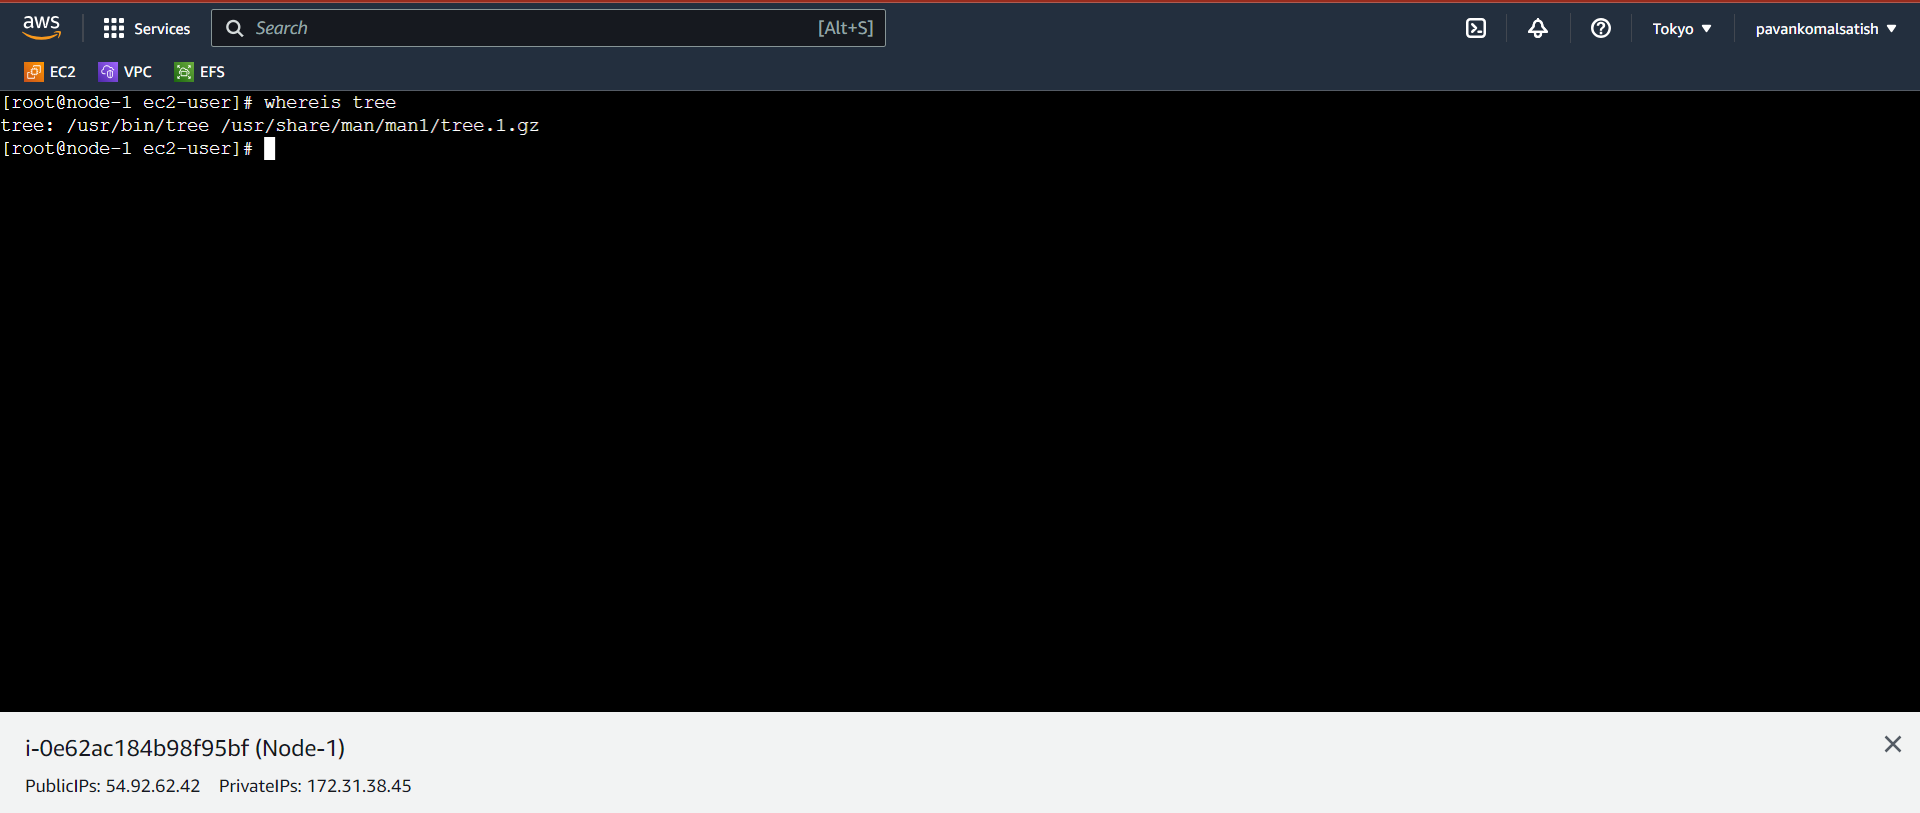 aws Services Search [Alt+S] Tokyo ▼ pavankomalsatish ▼
EC2 VPC EFS
[root@node-1 ec2-user]# whereis tree
tree: /usr/bin/tree /usr/share/man/man1/tree.1.gz
[root@node-1 ec2-user]#
i-0e62ac184b98f95bf (Node-1)
PublicIPs: 54.92.62.42 PrivateIPs: 172.31.38.45